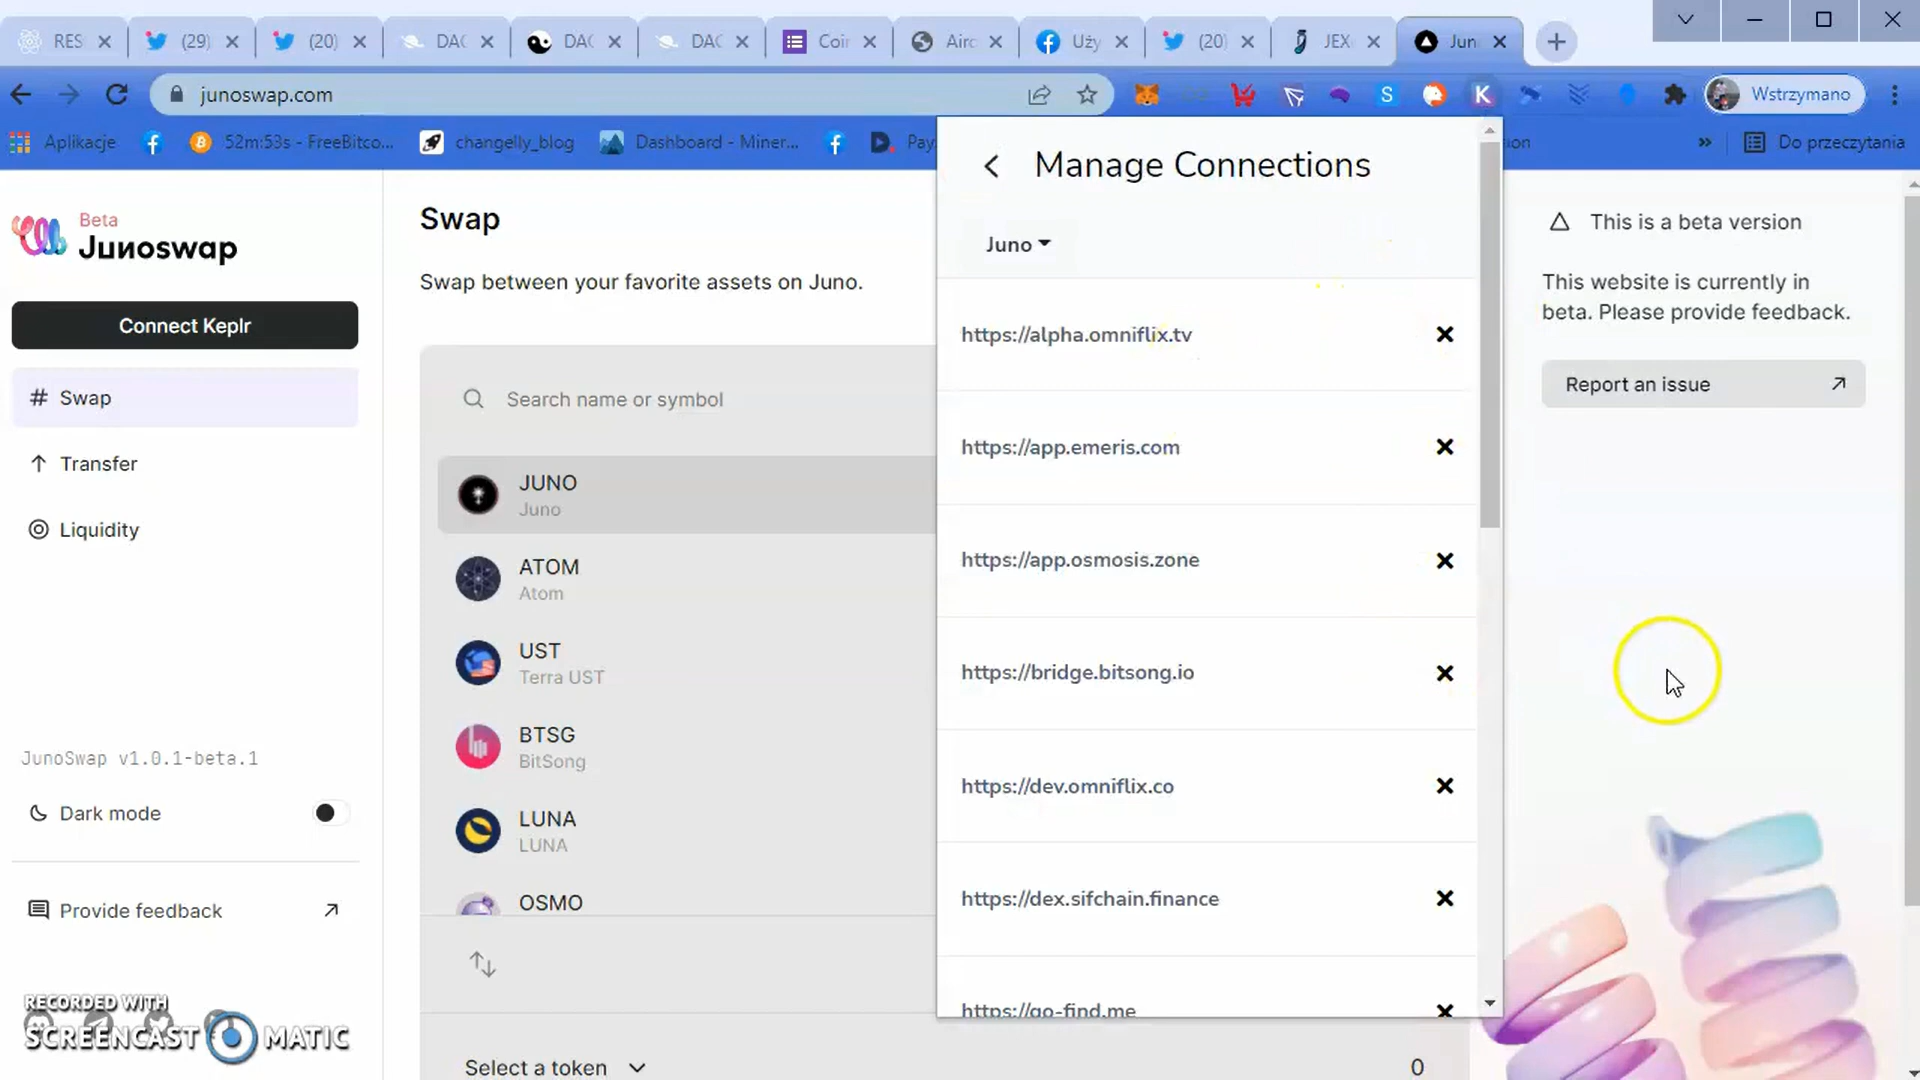 RES
(29)
(20)
DAO
DAO
DAO
Coin
Airc
Uży
(20)
JEX
Jun
junoswap.com
Wstrzymano
Aplikacje
52m:53s - FreeBitco...
changelly_blog
Dashboard - Miner...
Pay
Do przeczytania
Beta
Junoswap
Connect Keplr
# Swap
Transfer
Liquidity
JunoSwap v1.0.1-beta.1
Dark mode
Provide feedback
RECORDED WITH
SCREENCAST MATIC
Swap
Swap between your favorite assets on Juno.
Search name or symbol
JUNO
Juno
ATOM
Atom
UST
Terra UST
BTSG
BitSong
LUNA
LUNA
OSMO
Select a token
0
Manage Connections
Juno
https://alpha.omniflix.tv
https://app.emeris.com
https://app.osmosis.zone
https://bridge.bitsong.io
https://dev.omniflix.co
https://dex.sifchain.finance
https://go-find.me
This is a beta version
This website is currently in
beta. Please provide feedback.
Report an issue